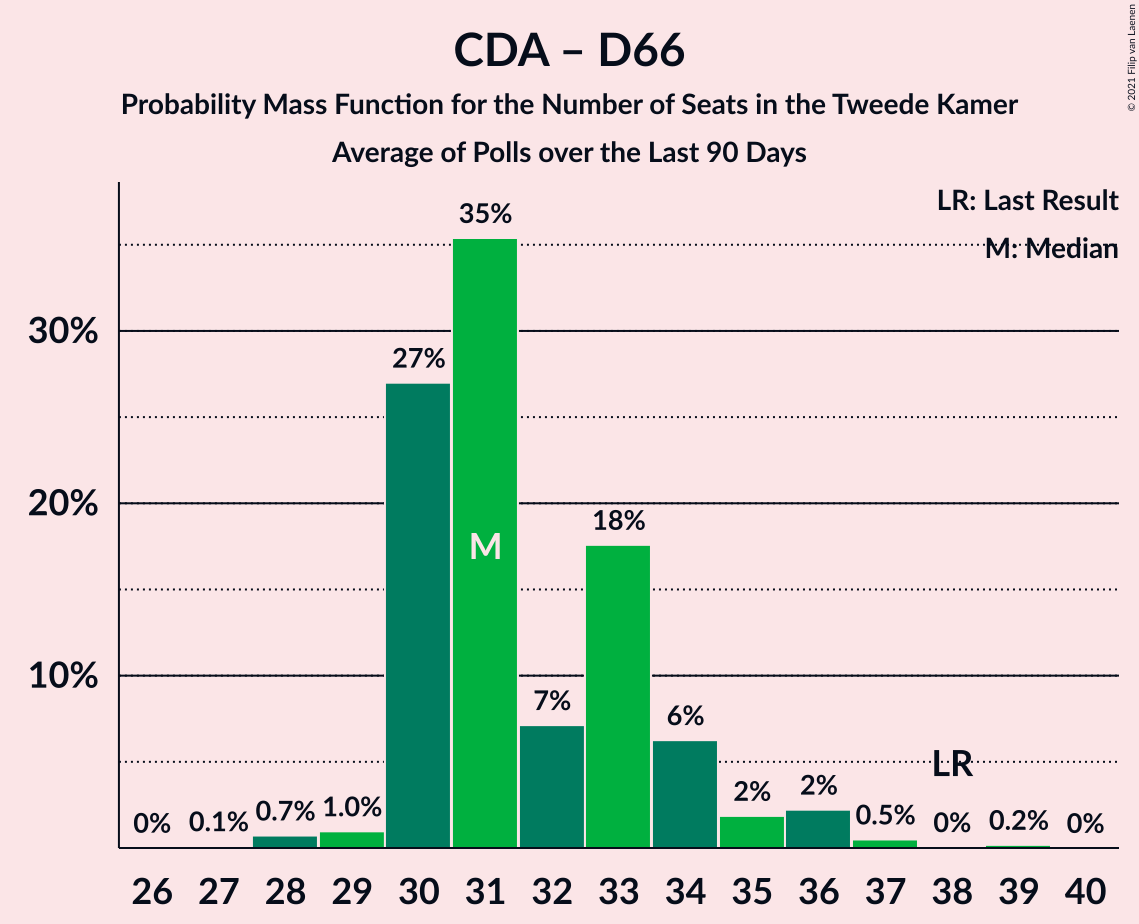 CDA – D66
Probability Mass Function for the Number of Seats in the Tweede Kamer
Average of Polls over the Last 90 Days
© 2021 Filip van Laenen
LR: Last Result
M: Median
35%
30%
27%
20%
18%
M
10%
7%
6%
LR
2%
2%
0%
0.1%
0.7%
1.0%
0.5%
0%
0.2%
0%
26 27 28 29 30 31 32 33 34 35 36 37 38 39 40